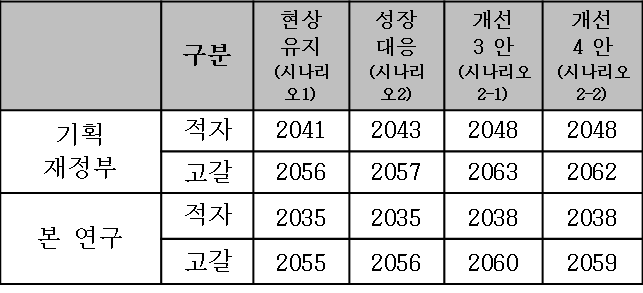 구분
현상
유지
(시나리
오1)
성장
대응
(시나리
오2)
개선
3 안
(시나리오
2-1)
개선
4 안
(시나리오
2-2)
기획
재정부
적자 2041 2043 2048 2048
고갈 2056 2057 2063 2062
본 연구
적자 2035 2035 2038 2038
고갈 2055 2056 2060 2059